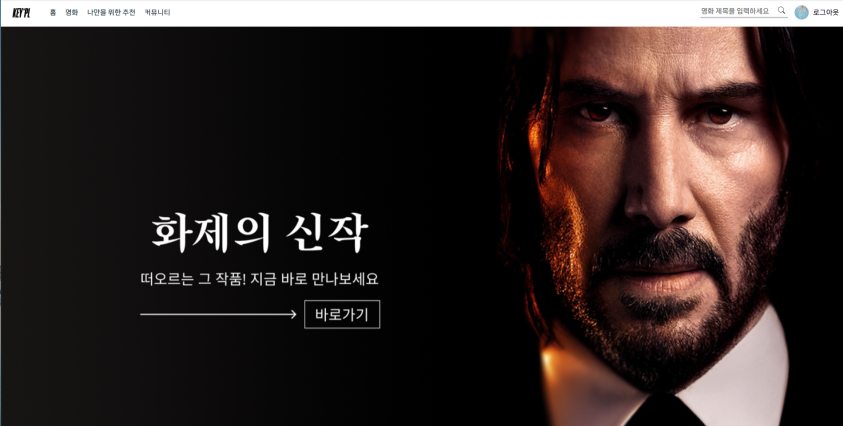 KEY'PL
홈 영화 나만을 위한 추천 커뮤니티
영화 제목을 입력하세요
로그아웃
화제의 신작
떠오르는 그 작품! 지금 바로 만나보세요
바로가기